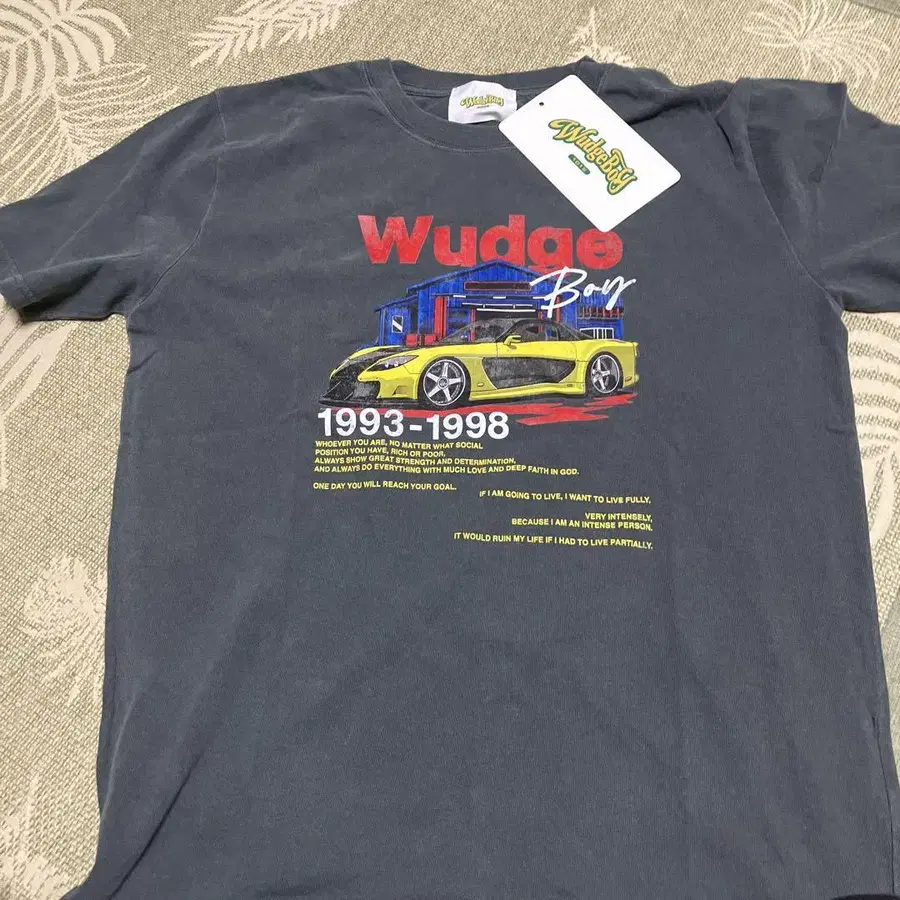 WudgeBoy
WudgeBoy
Wudge
Boy
1993-1998
WHOEVER YOU ARE, NO MATTER WHAT SOCIAL
POSITION YOU HAVE, RICH OR POOR,
ALWAYS SHOW GREAT STRENGTH AND DETERMINATION,
AND ALWAYS DO EVERYTHING WITH MUCH LOVE AND DEEP FAITH IN GOD.
ONE DAY YOU WILL REACH YOUR GOAL.
IF I AM GOING TO LIVE, I WANT TO LIVE FULLY.
VERY INTENSELY,
BECAUSE I AM AN INTENSE PERSON.
IT WOULD RUIN MY LIFE IF I HAD TO LIVE PARTIALLY.